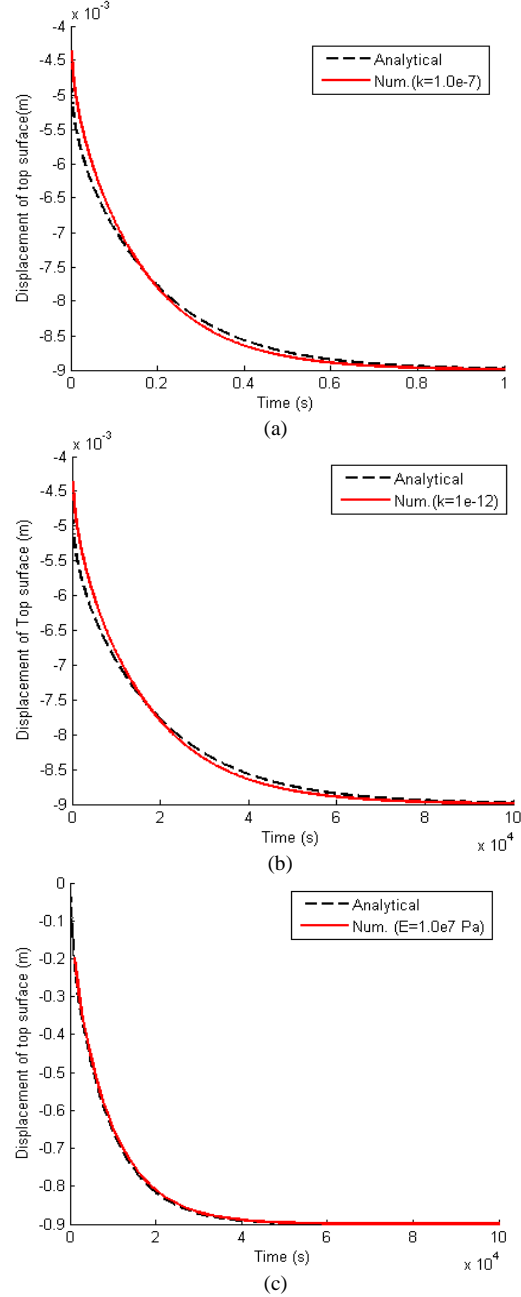 x 10⁻³
-4
-4.5
-5
-5.5
-6
-6.5
-7
-7.5
-8
-8.5
-9
Displacement of top surface(m)
Analytical
Num.(k=1.0e-7)
0 0.2 0.4 0.6 0.8 1
Time (s)
(a)
x 10⁻³
-4
-4.5
-5
-5.5
-6
-6.5
-7
-7.5
-8
-8.5
-9
Displacement of Top surface (m)
Analytical
Num.(k=1e-12)
0 2 4 6 8 10
Time (s)
x 10⁴
(b)
0
-0.1
-0.2
-0.3
-0.4
-0.5
-0.6
-0.7
-0.8
-0.9
Displacement of top surface (m)
Analytical
Num. (E=1.0e7 Pa)
0 2 4 6 8 10
Time (s)
x 10⁴
(c)